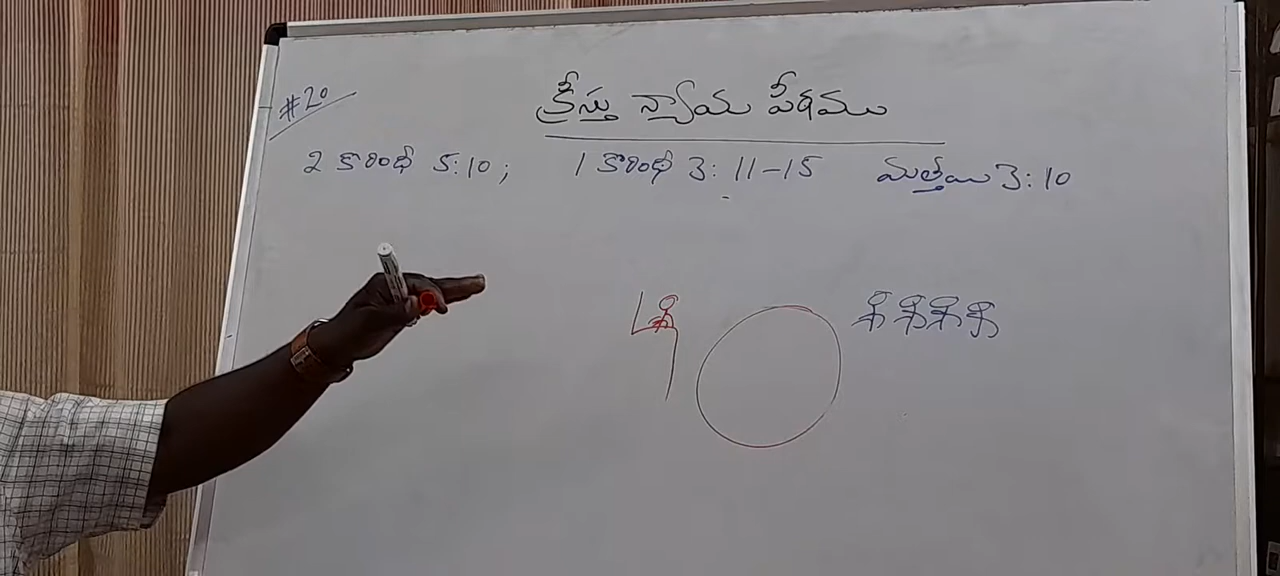 #20
క్రీస్తు న్యాయ పీఠము
2 కొరింథీ 5:10; 1 కొరింథీ 3: 11-15 మత్తయి 3:10